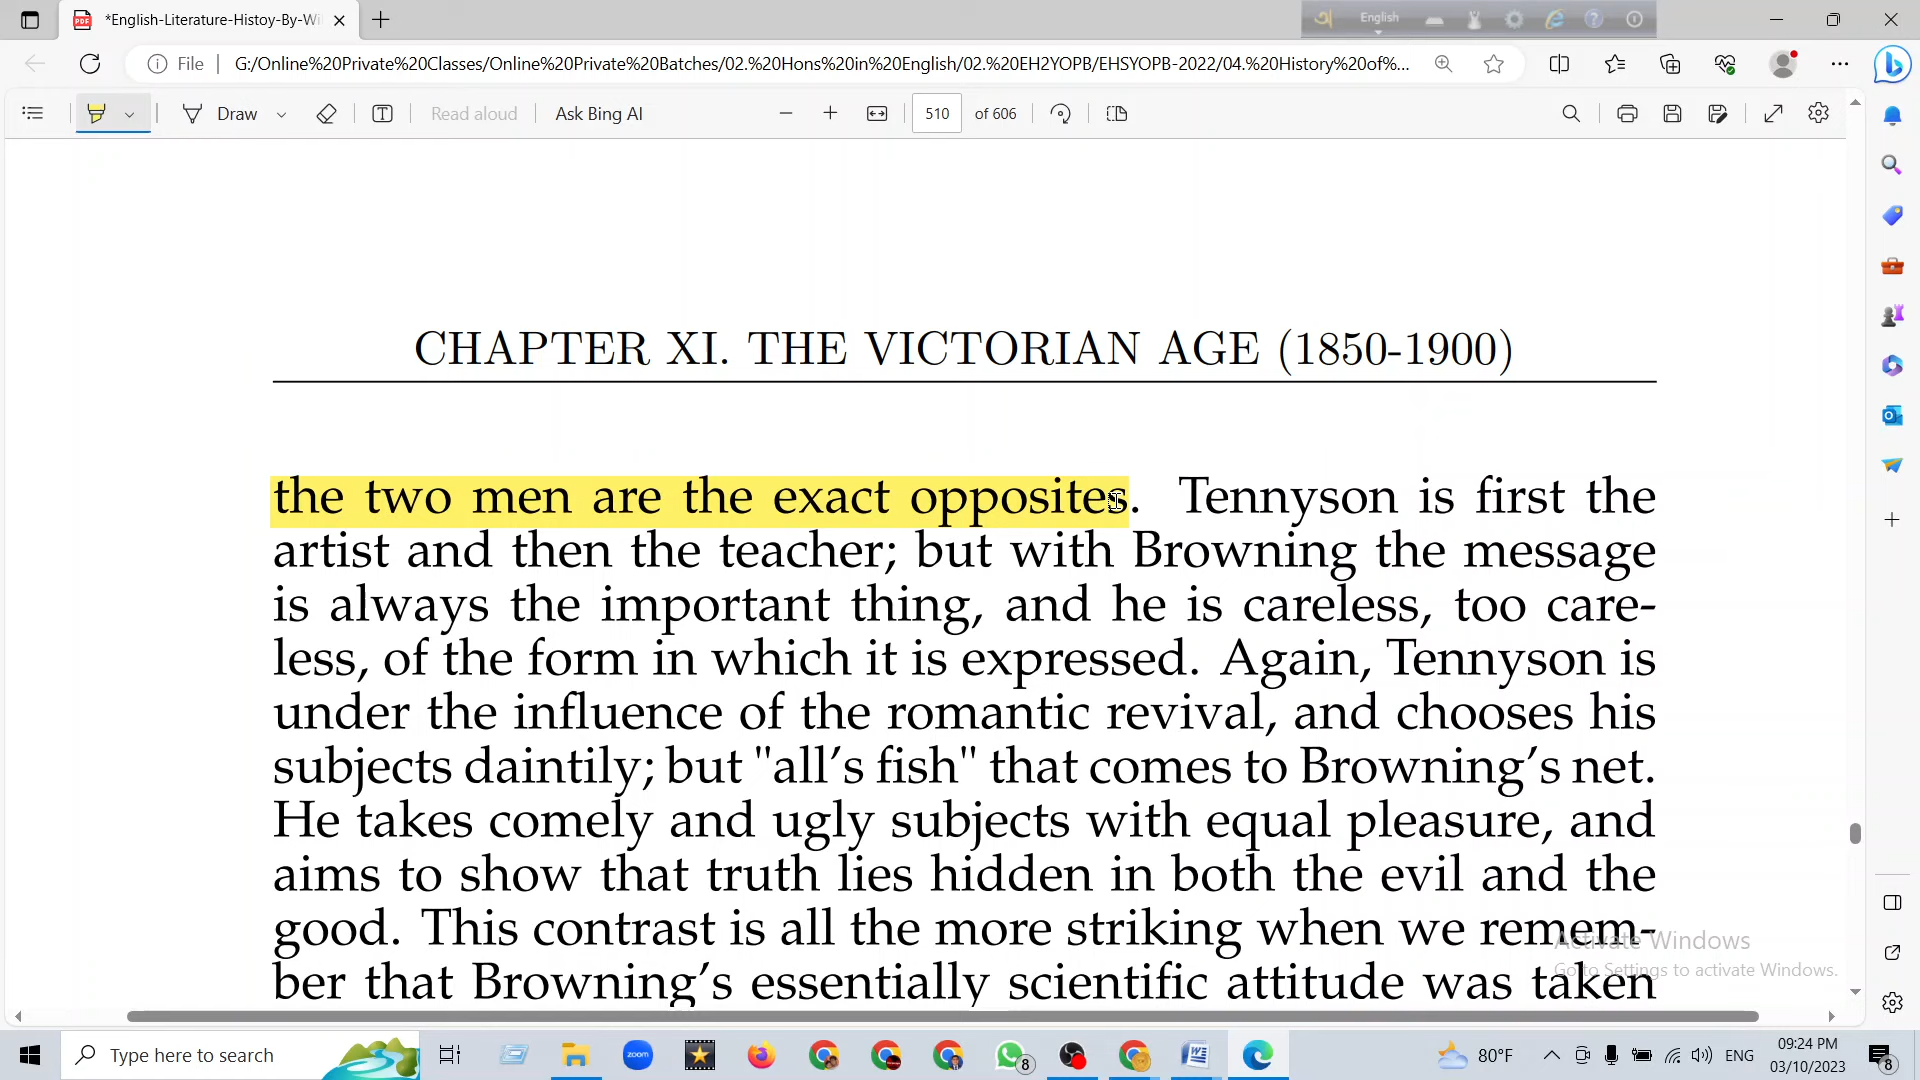 *English-Literature-Histoy-By-Wi
English
File
G:/Online%20Private%20Classes/Online%20Private%20Batches/02.%20Hons%20in%20English/02.%20EH2YOPB/EHSYOPB-2022/04.%20History%20of%...
Draw
Read aloud
Ask Bing AI
510
of 606
CHAPTER XI. THE VICTORIAN AGE (1850-1900)
the two men are the exact opposites. Tennyson is first the
artist and then the teacher; but with Browning the message
is always the important thing, and he is careless, too care-
less, of the form in which it is expressed. Again, Tennyson is
under the influence of the romantic revival, and chooses his
subjects daintily; but "all’s fish" that comes to Browning’s net.
He takes comely and ugly subjects with equal pleasure, and
aims to show that truth lies hidden in both the evil and the
good. This contrast is all the more striking when we remem-
ber that Browning’s essentially scientific attitude was taken
Activate Windows
Go to Settings to activate Windows.
Type here to search
zoom
8
80°F
ENG
09:24 PM
03/10/2023
8